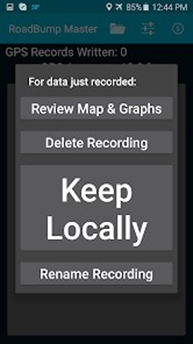 58°
12:44 PM
RoadBump Master
GPS Records Written: 0
For data just recorded:
Review Map & Graphs
Delete Recording
Keep
Locally
Rename Recording